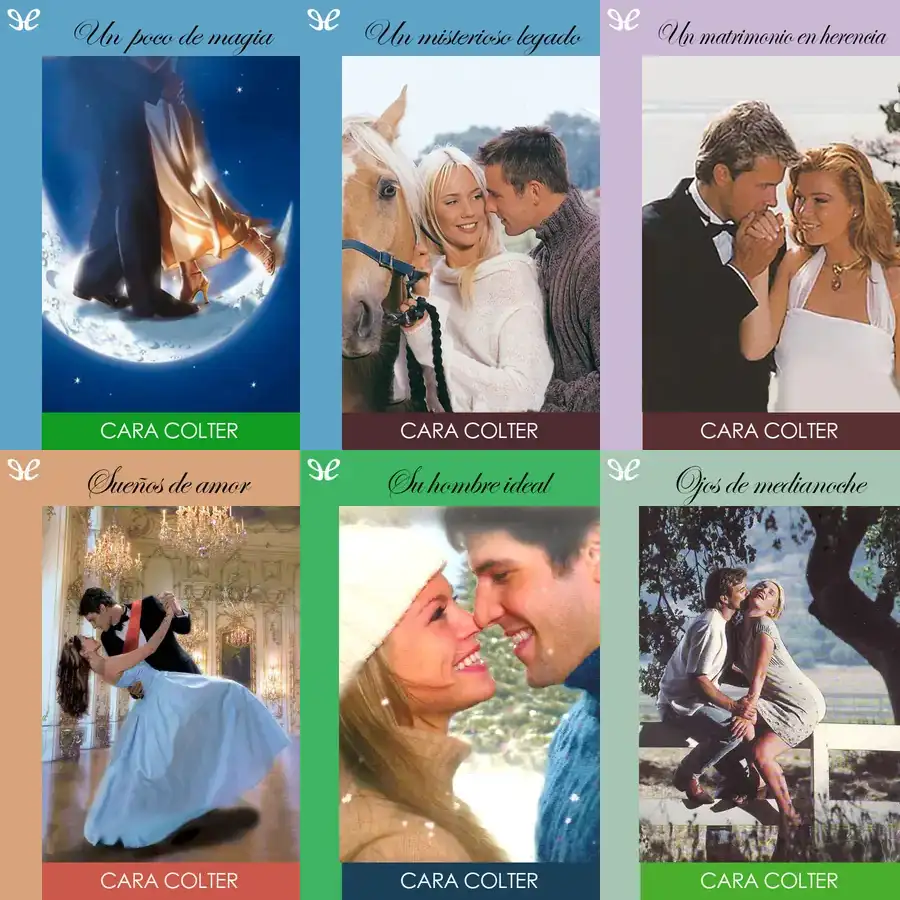 Un poco de magia
CARA COLTER
Un misterioso legado
CARA COLTER
Un matrimonio en herencia
CARA COLTER
Sueños de amor
CARA COLTER
Su hombre ideal
CARA COLTER
Ojos de medianoche
CARA COLTER